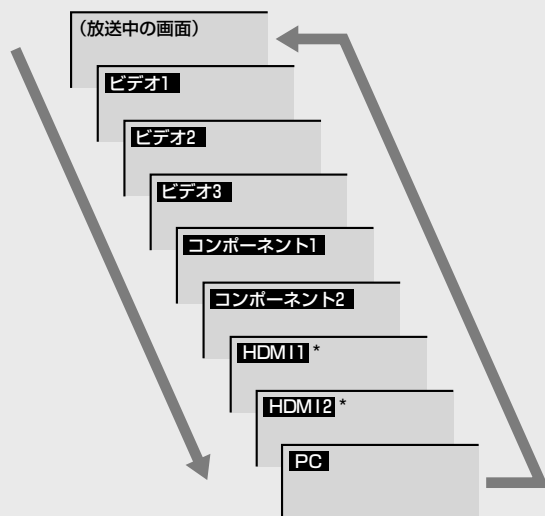 (放送中の画面)
ビデオ1
ビデオ2
ビデオ3
コンポーネント1
コンポーネント2
HDMI1 *
HDMI2 *
PC